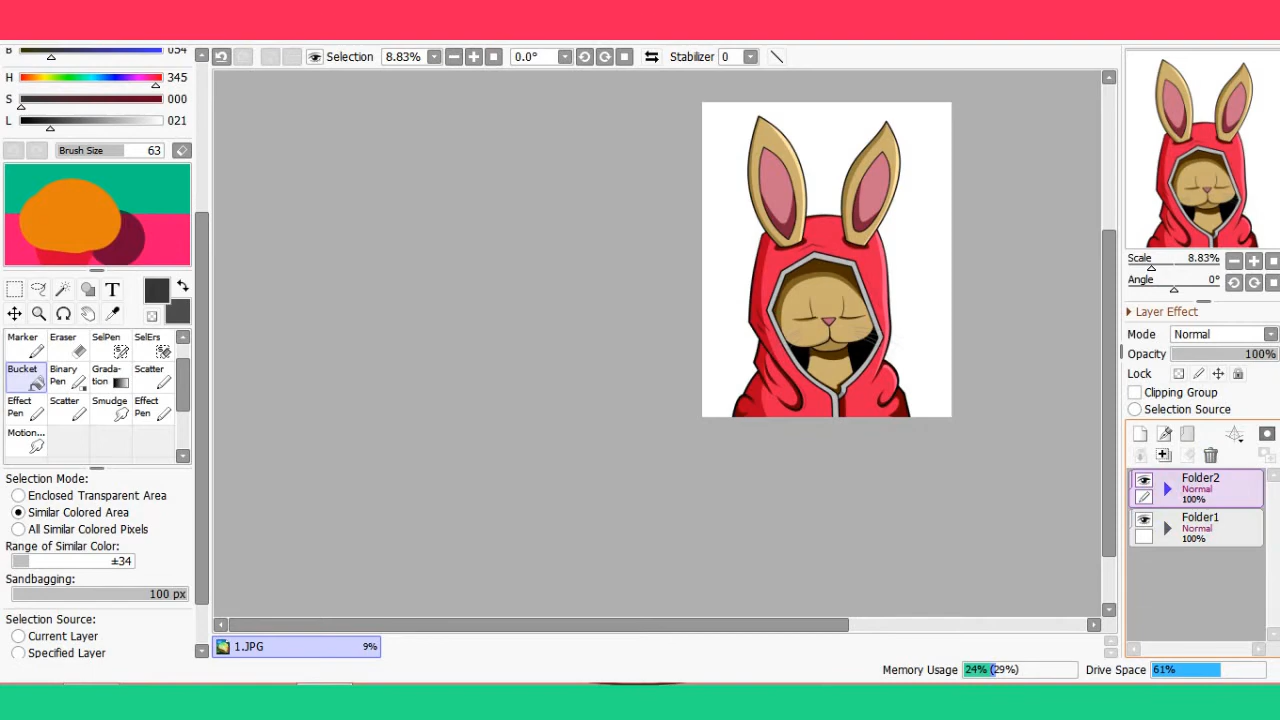 B 054
Selection 8.83% 0.0° Stabilizer 0
H 345
S 000
L 021
Brush Size 63
T
Marker Eraser SelPen SelErs
Bucket Binary Pen Grada-tion Scatter
Effect Pen Scatter Smudge Effect Pen
Motion...
Selection Mode:
Enclosed Transparent Area
Similar Colored Area
All Similar Colored Pixels
Range of Similar Color:
±34
Sandbagging:
100 px
Selection Source:
Current Layer
Specified Layer
1.JPG 9%
Scale 8.83%
Angle 0°
Layer Effect
Mode Normal
Opacity 100%
Lock
Clipping Group
Selection Source
Folder2
Normal
100%
Folder1
Normal
100%
Memory Usage 24% (29%) Drive Space 61%